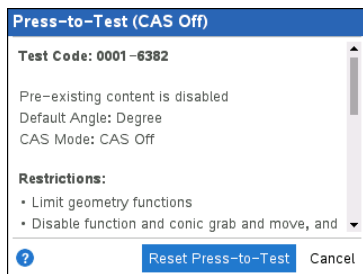 Press-to-Test (CAS Off)
Test Code: 0001-6382
Pre-existing content is disabled
Default Angle: Degree
CAS Mode: CAS Off
Restrictions:
• Limit geometry functions
• Disable function and conic grab and move, and
? Reset Press-to-Test Cancel